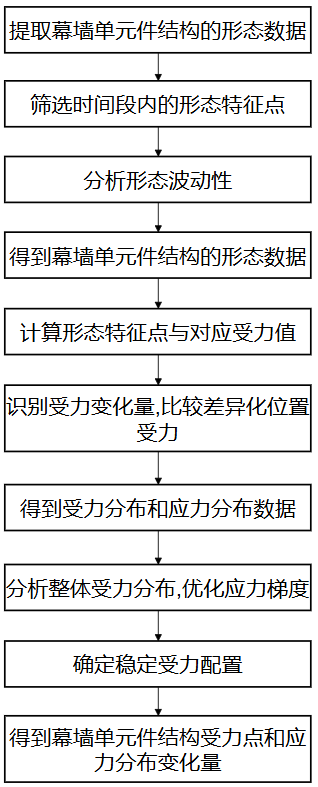 提取幕墙单元件结构的形态数据
筛选时间段内的形态特征点
分析形态波动性
得到幕墙单元件结构的形态数据
计算形态特征点与对应受力值
识别受力变化量,比较差异化位置
受力
得到受力分布和应力分布数据
分析整体受力分布,优化应力梯度
确定稳定受力配置
得到幕墙单元件结构受力点和应
力分布变化量